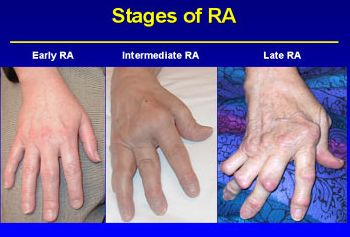 Stages of RA
Early RA
Intermediate RA
Late RA